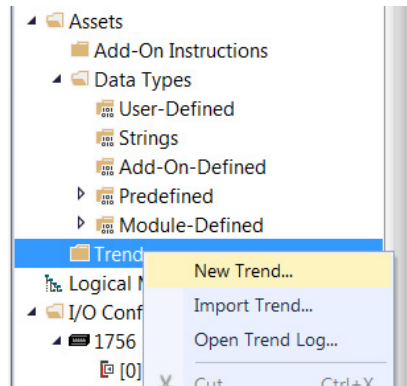 Assets
Add-On Instructions
Data Types
User-Defined
Strings
Add-On-Defined
Predefined
Module-Defined
Trend
New Trend...
Logical
Import Trend...
I/O Conf
Open Trend Log...
1756
[0]
Cut Ctrl+X